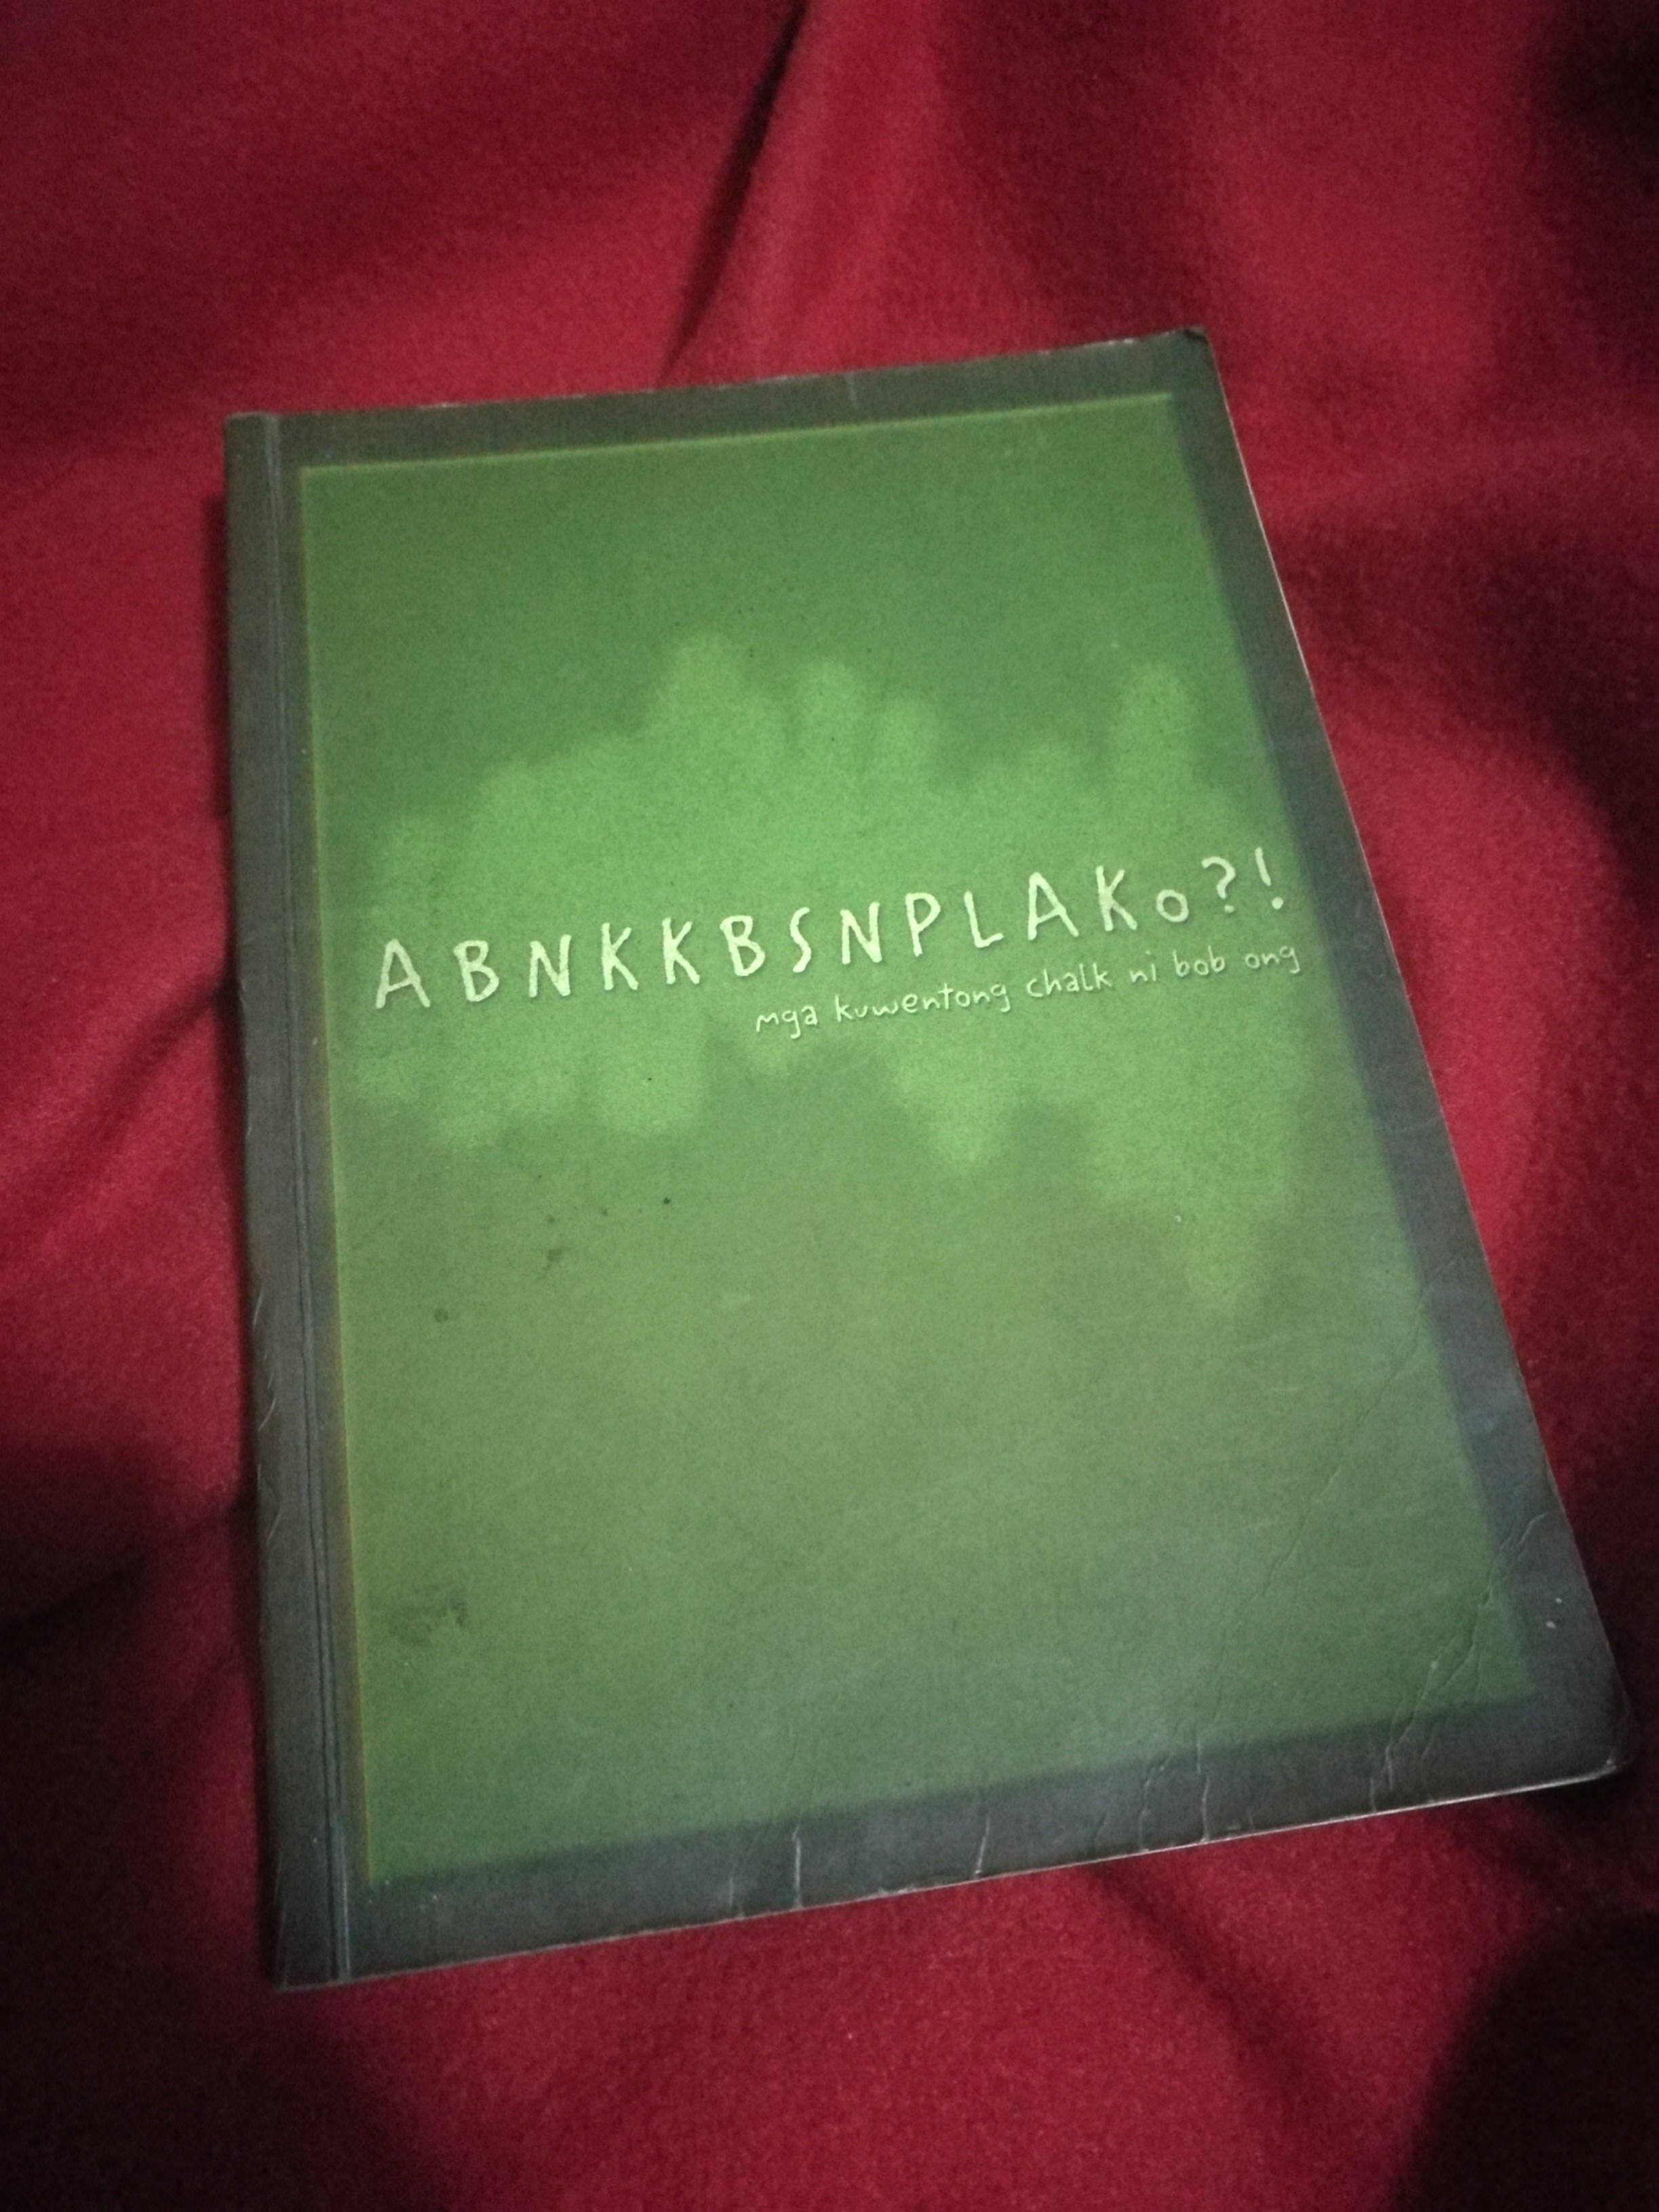 ABNKKBSNPLAKo?!
mga kuwentong chalk ni bob ong